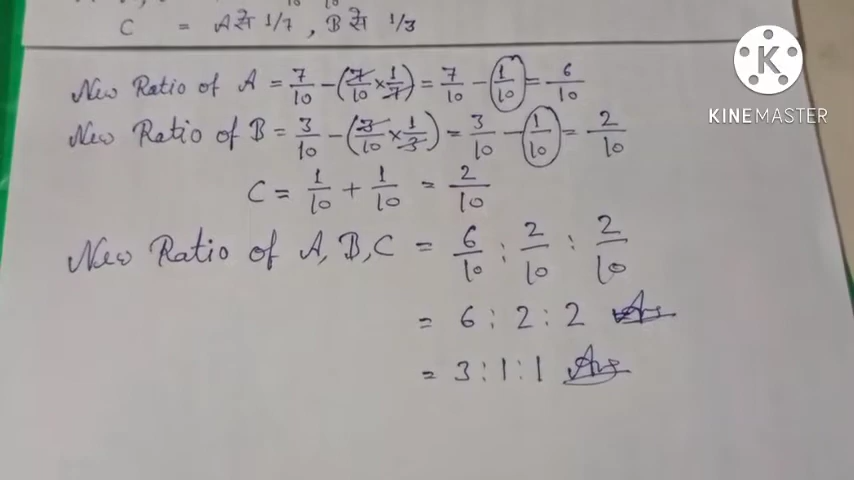 C = A से 1/7, B से 1/3
New Ratio of A = 7/10 - (7/10 × 1/7) = 7/10 - 1/10 = 6/10
New Ratio of B = 3/10 - (3/10 × 1/3) = 3/10 - 1/10 = 2/10
C = 1/10 + 1/10 = 2/10
New Ratio of A, B, C = 6/10 : 2/10 : 2/10
= 6 : 2 : 2 Ans
= 3 : 1 : 1 Ans
KINEMASTER